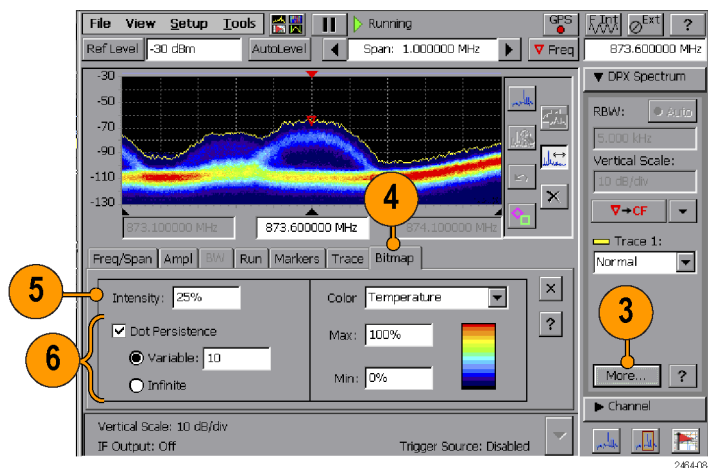 File View Setup Tools Running GPS F Int Ext ?
Ref Level -30 dBm AutoLevel Span: 1.000000 MHz Freq 873.600000 MHz
-30
-50
-70
-90
-110
-130
873.100000 MHz 873.600000 MHz 874.100000 MHz
DPX Spectrum
RBW: Auto
5.000 kHz
Vertical Scale:
10 dB/div
→CF
Trace 1:
Normal
More... ?
Channel
4
Freq/Span Ampl BW Run Markers Trace Bitmap
5
Intensity: 25%
6
Dot Persistence
Variable: 10
Infinite
Color Temperature
Max: 100%
Min: 0%
?
3
Vertical Scale: 10 dB/div
IF Output: Off Trigger Source: Disabled
2464-08